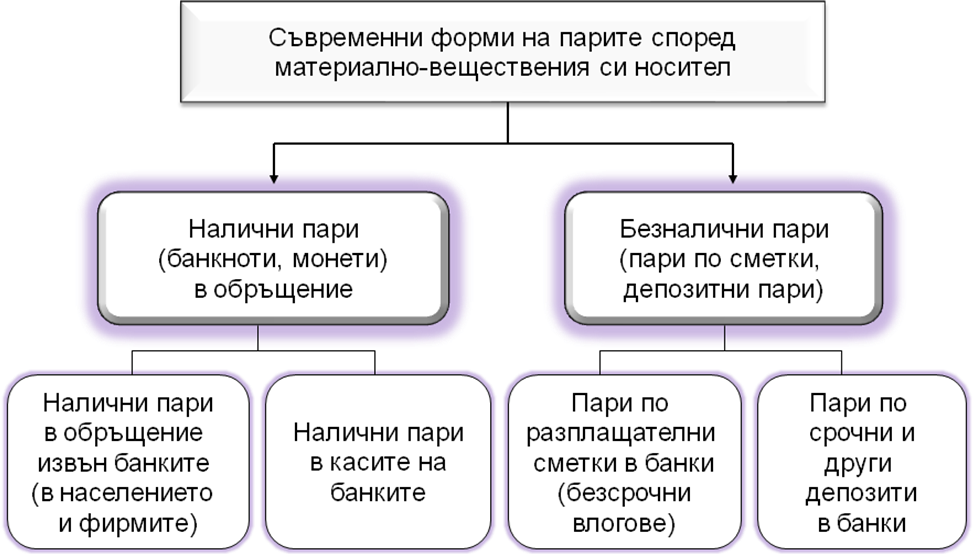 Съвременни форми на парите според
материално-веществения си носител
Налични пари
(банкноти, монети)
в обръщение
Безналични пари
(пари по сметки,
депозитни пари)
Налични пари
в обръщение
извън банките
(в населението
и фирмите)
Налични пари
в касите на
банките
Пари по
разплащателни
сметки в банки
(безсрочни
влогове)
Пари по
срочни и
други
депозити
в банки